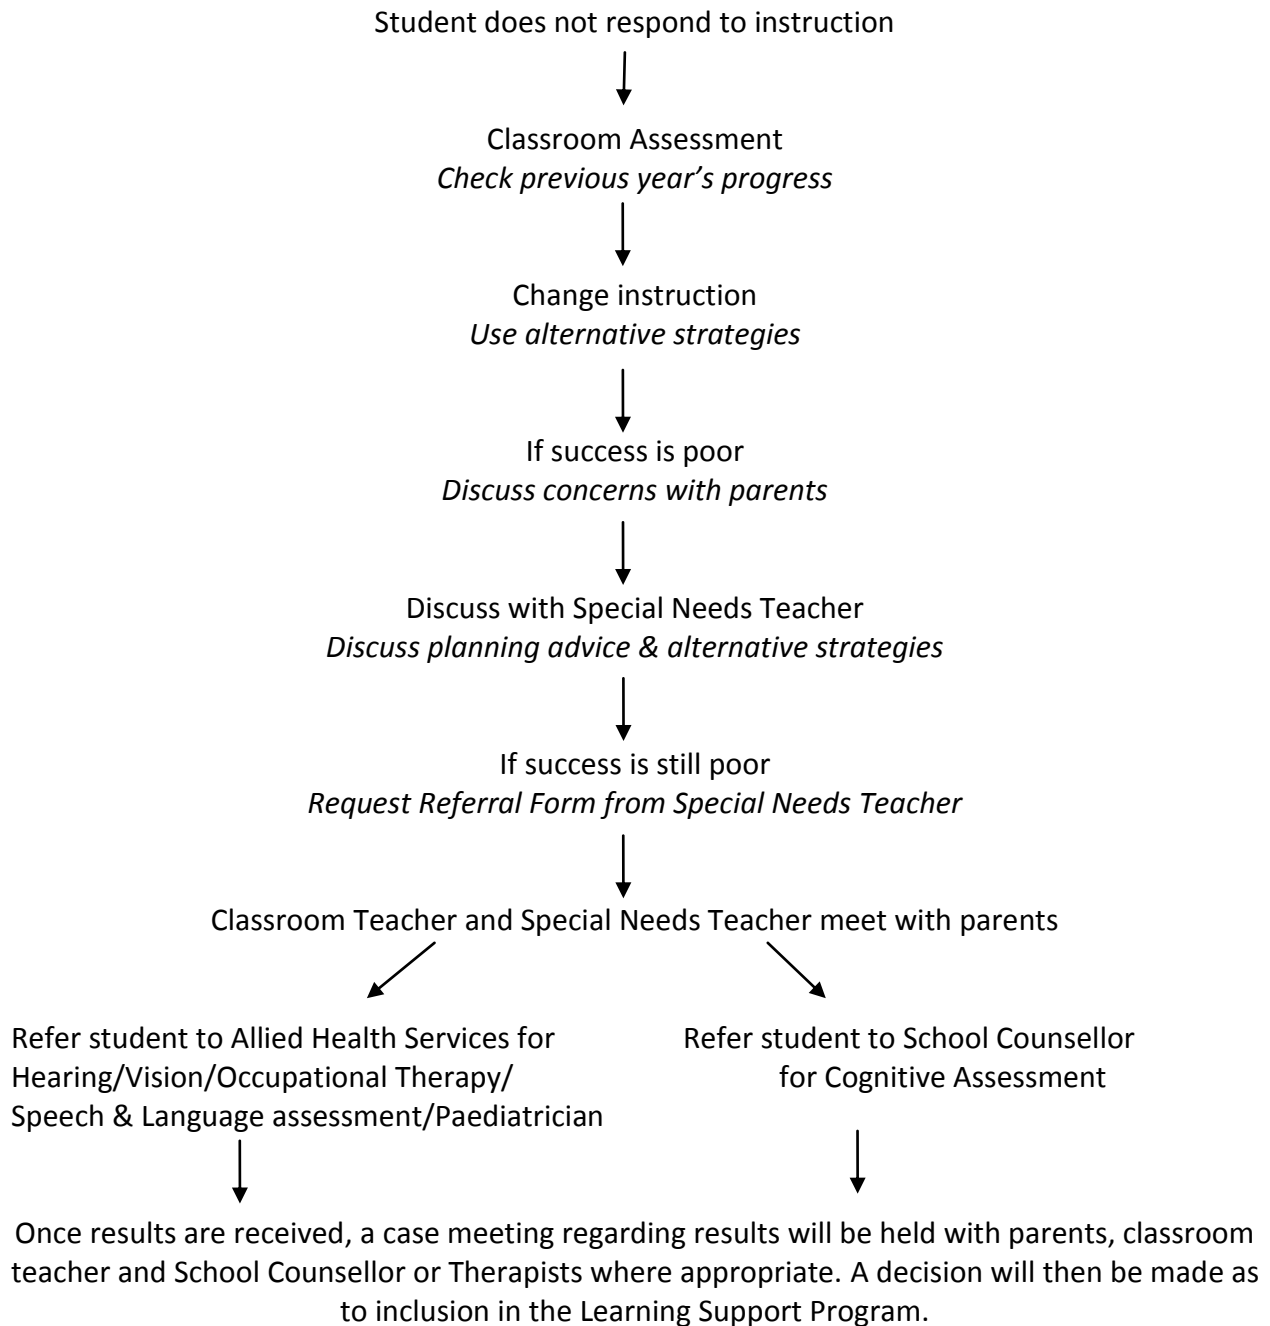 Student does not respond to instruction
Classroom Assessment
Check previous year’s progress
Change instruction
Use alternative strategies
If success is poor
Discuss concerns with parents
Discuss with Special Needs Teacher
Discuss planning advice & alternative strategies
If success is still poor
Request Referral Form from Special Needs Teacher
Classroom Teacher and Special Needs Teacher meet with parents
Refer student to Allied Health Services for
Hearing/Vision/Occupational Therapy/
Speech & Language assessment/Paediatrician
Refer student to School Counsellor
for Cognitive Assessment
Once results are received, a case meeting regarding results will be held with parents, classroom
teacher and School Counsellor or Therapists where appropriate. A decision will then be made as
to inclusion in the Learning Support Program.